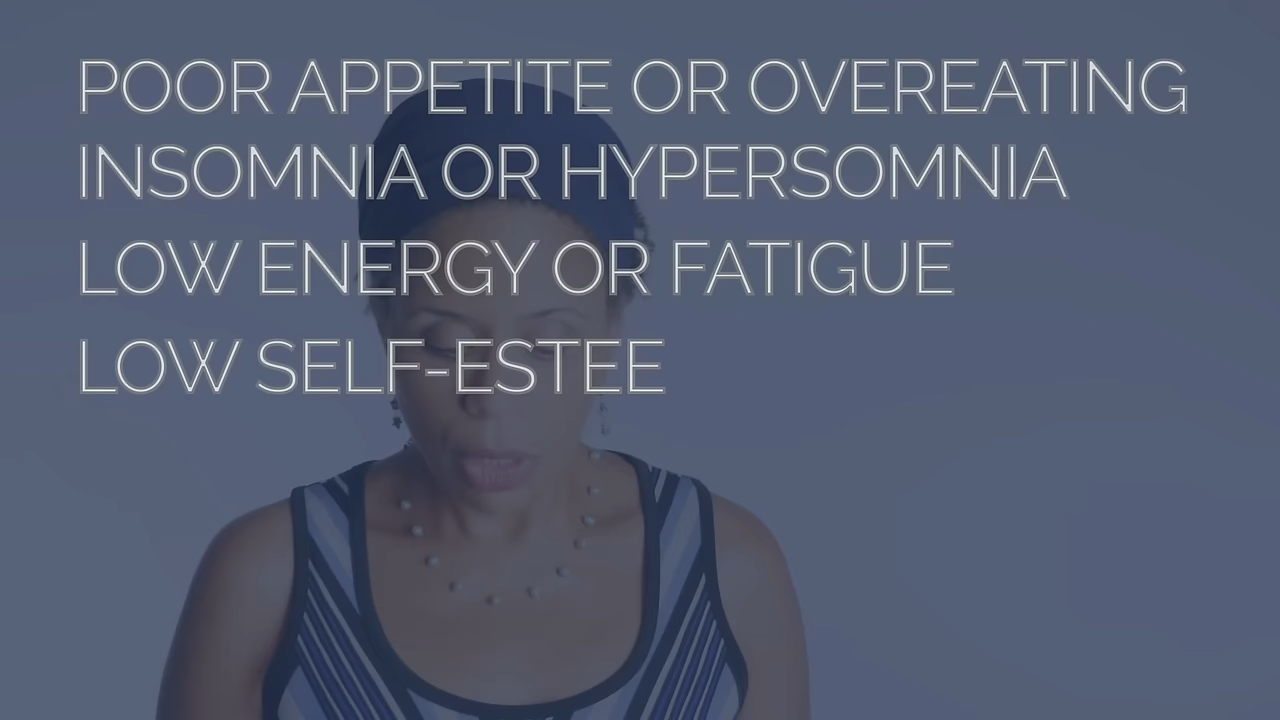 POOR APPETITE OR OVEREATING
INSOMNIA OR HYPERSOMNIA
LOW ENERGY OR FATIGUE
LOW SELF-ESTEE